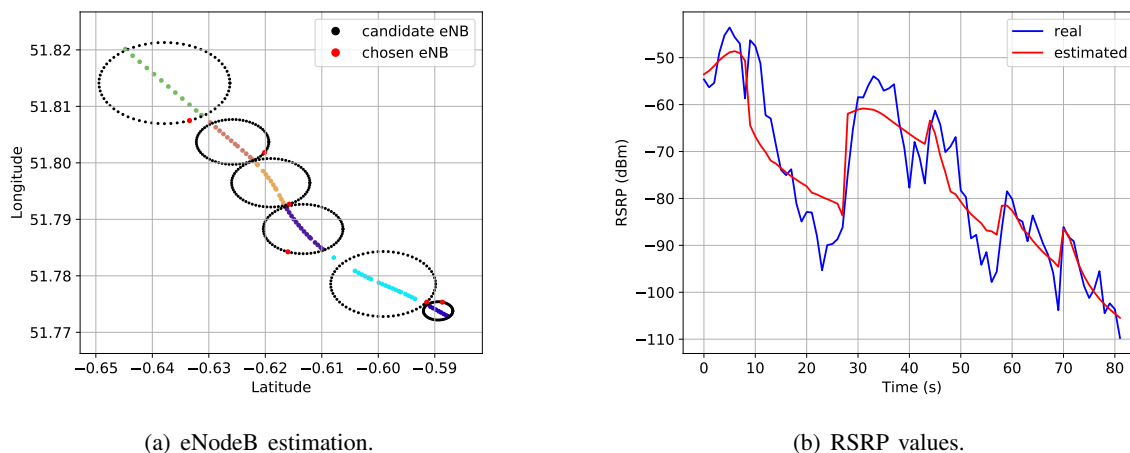 51.82
51.81
51.80
51.79
51.78
51.77
Longitude
candidate eNB
chosen eNB
−0.65 −0.64 −0.63 −0.62 −0.61 −0.60 −0.59
Latitude
(a) eNodeB estimation.
−50
−60
−70
−80
−90
−100
−110
RSRP (dBm)
real
estimated
0 10 20 30 40 50 60 70 80
Time (s)
(b) RSRP values.